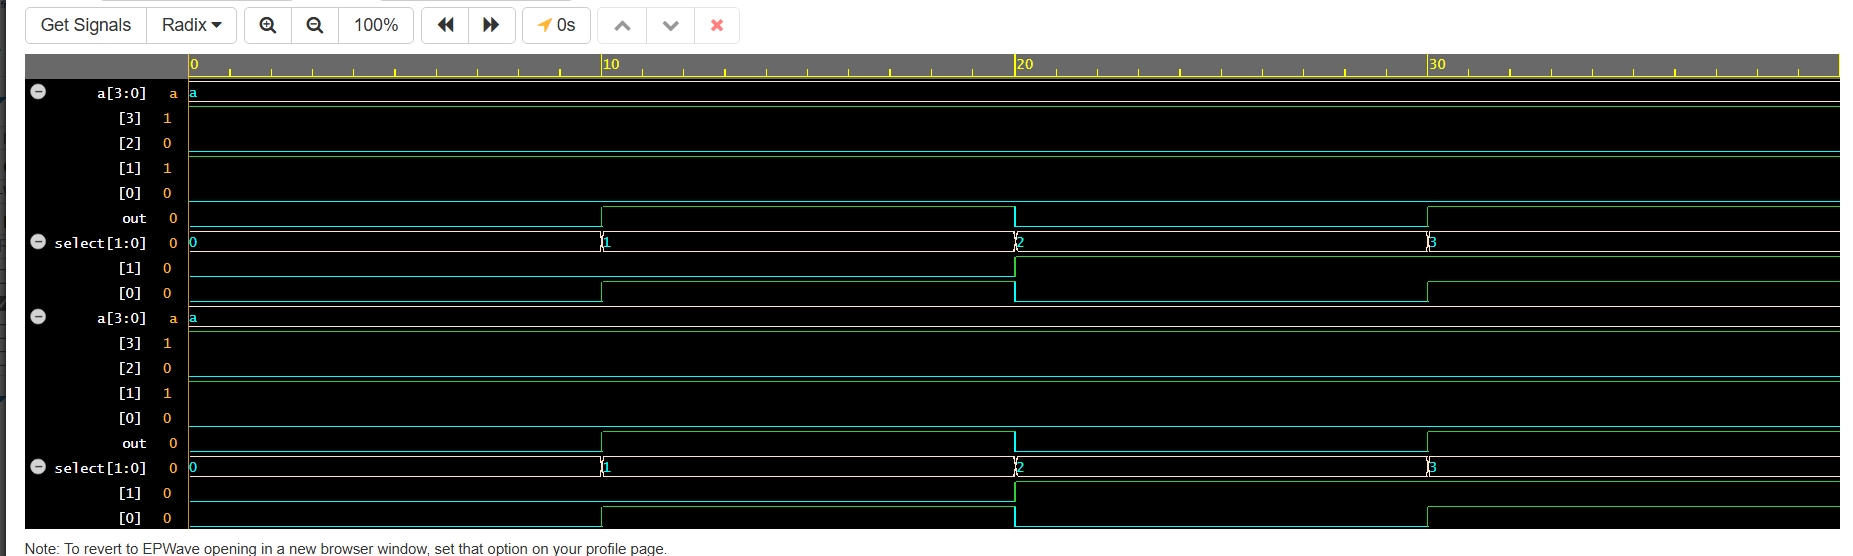 Get Signals Radix 100% 0s
0 10 20 30
a[3:0] a a
[3] 1
[2] 0
[1] 1
[0] 0
out 0
select[1:0] 0 0 1 2 3
[1] 0
[0] 0
a[3:0] a a
[3] 1
[2] 0
[1] 1
[0] 0
out 0
select[1:0] 0 0 1 2 3
[1] 0
[0] 0
Note: To revert to EPWave opening in a new browser window, set that option on your profile page.